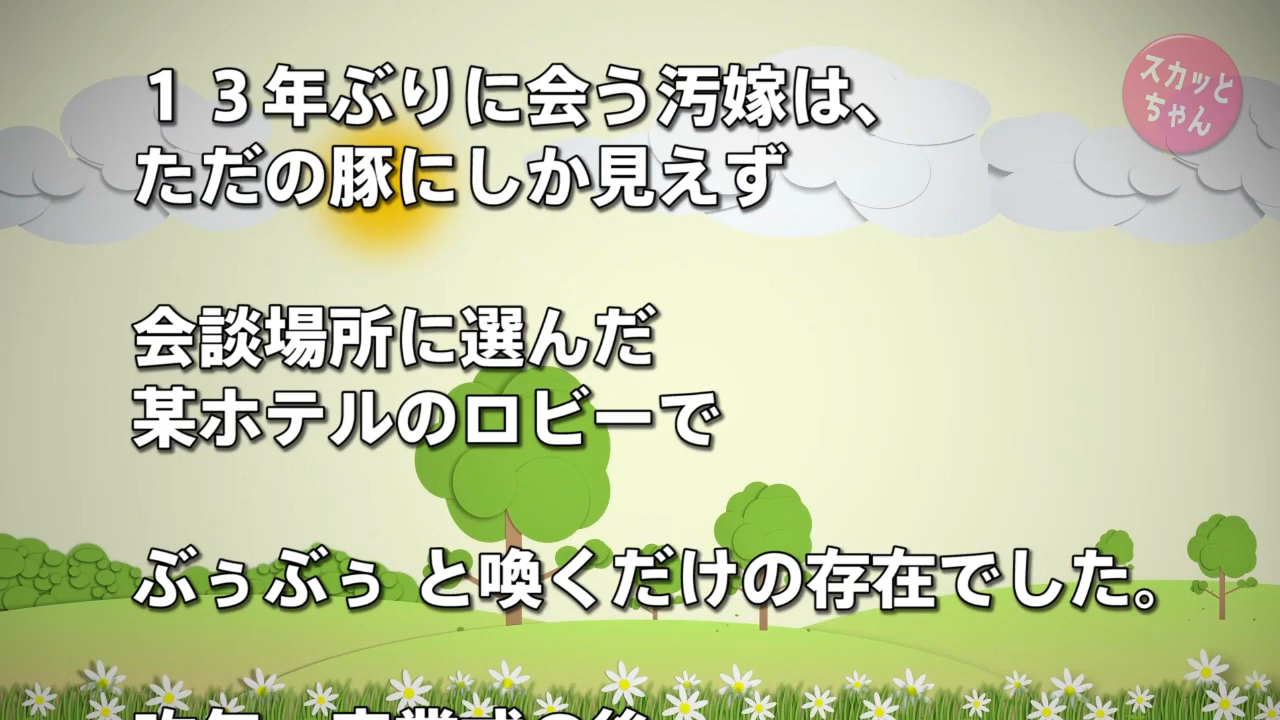 １３年ぶりに会う汚嫁は、
ただの豚にしか見えず
会談場所に選んだ
某ホテルのロビーで
ぶぅぶぅ と喚くだけの存在でした。
スカッと
ちゃん